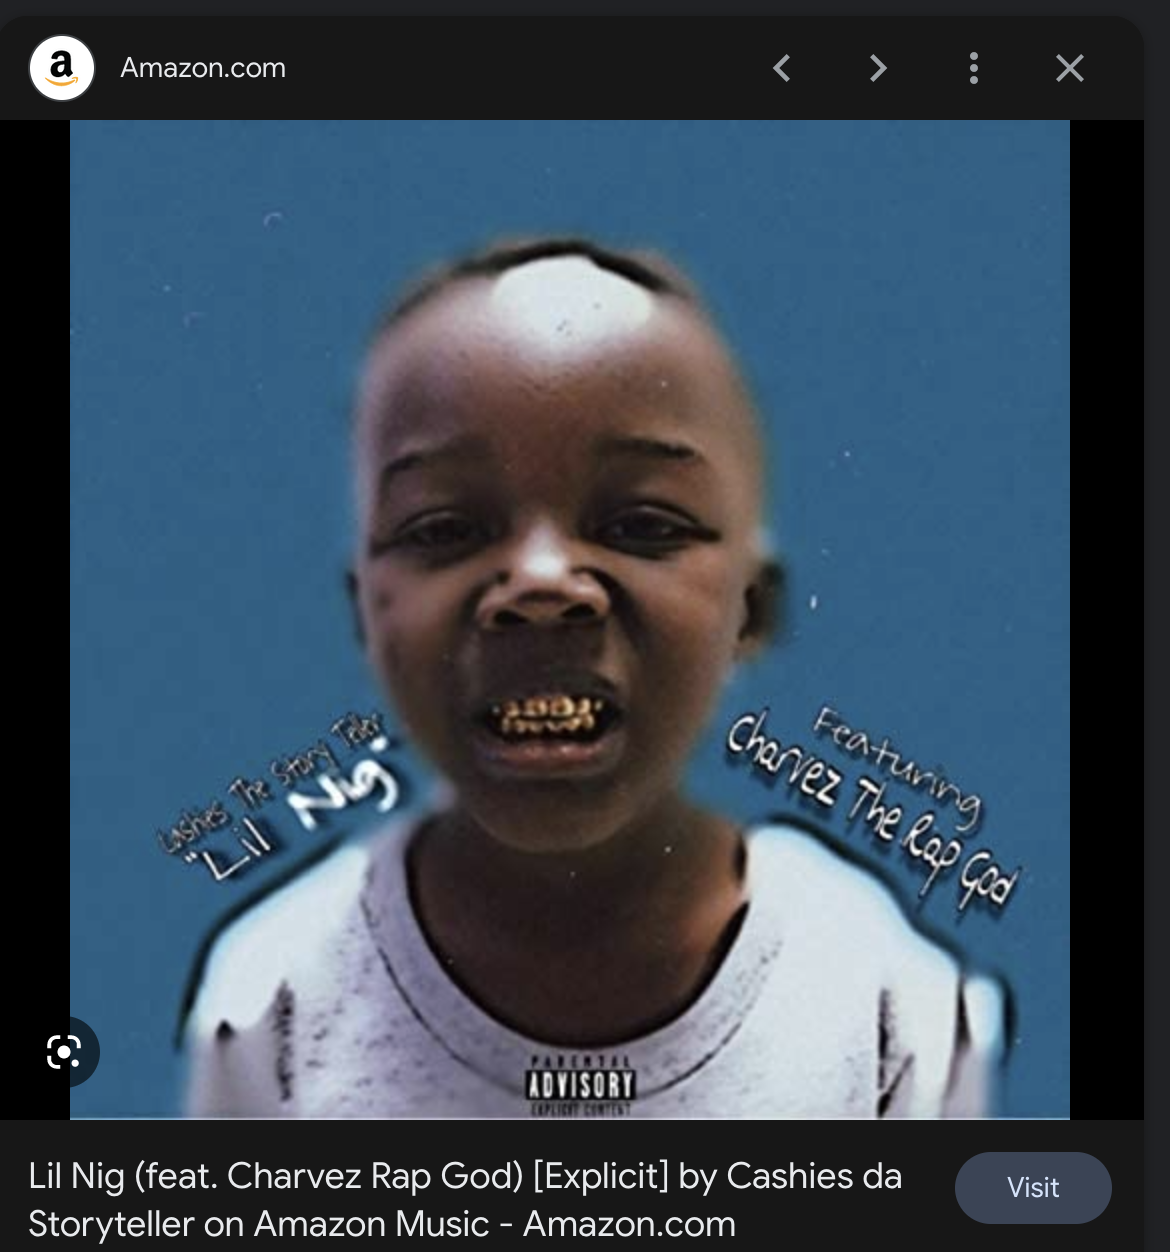 Amazon.com
Cashies The Story Teller
"Lil Nig"
Featuring
Charvez The Rap God
PARENTAL
ADVISORY
EXPLICIT CONTENT
Lil Nig (feat. Charvez Rap God) [Explicit] by Cashies da
Storyteller on Amazon Music - Amazon.com
Visit